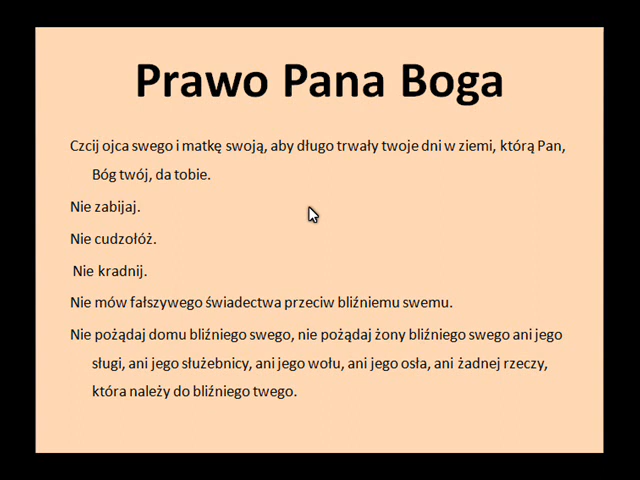 Prawo Pana Boga
Czcij ojca swego i matkę swoją, aby długo trwały twoje dni w ziemi, którą Pan,
Bóg twój, da tobie.
Nie zabijaj.
Nie cudzołóż.
Nie kradnij.
Nie mów fałszywego świadectwa przeciw bliźniemu swemu.
Nie pożądaj domu bliźniego swego, nie pożądaj żony bliźniego swego ani jego
sługi, ani jego służebnicy, ani jego wołu, ani jego osła, ani żadnej rzeczy,
która należy do bliźniego twego.